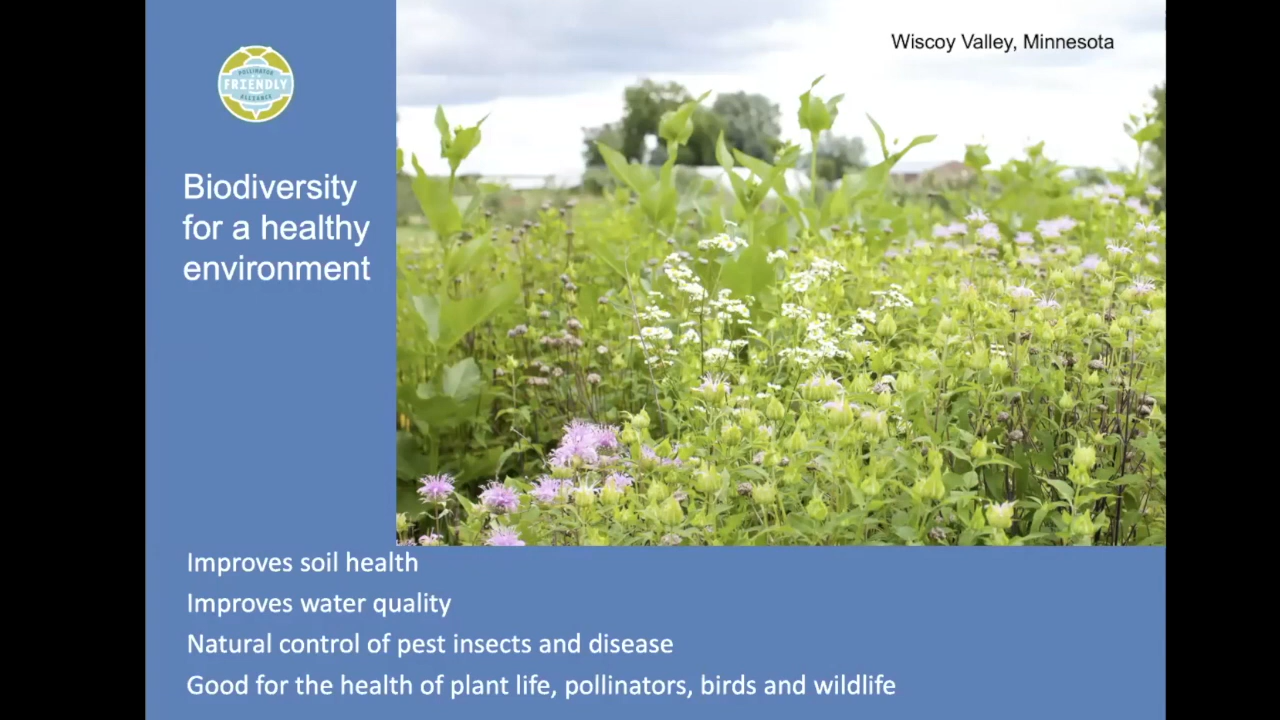 POLLINATOR
FRIENDLY
ALLIANCE
Biodiversity
for a healthy
environment
Wiscoy Valley, Minnesota
Improves soil health
Improves water quality
Natural control of pest insects and disease
Good for the health of plant life, pollinators, birds and wildlife